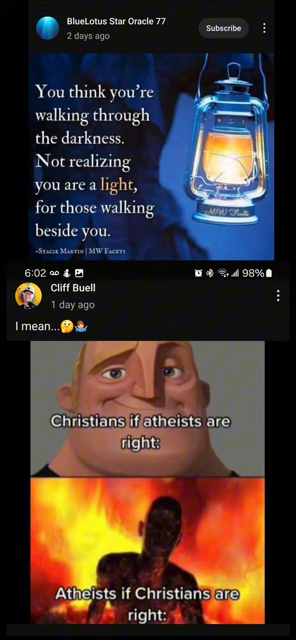 BlueLotus Star Oracle 77
2 days ago
Subscribe
You think you're
walking through
the darkness.
Not realizing
you are a light,
for those walking
beside you.
-Stacie Martin | MW Facets
6:02
98%
Cliff Buell
1 day ago
I mean...🤔🤷‍♂️
Christians if atheists are
right:
Atheists if Christians are
right: